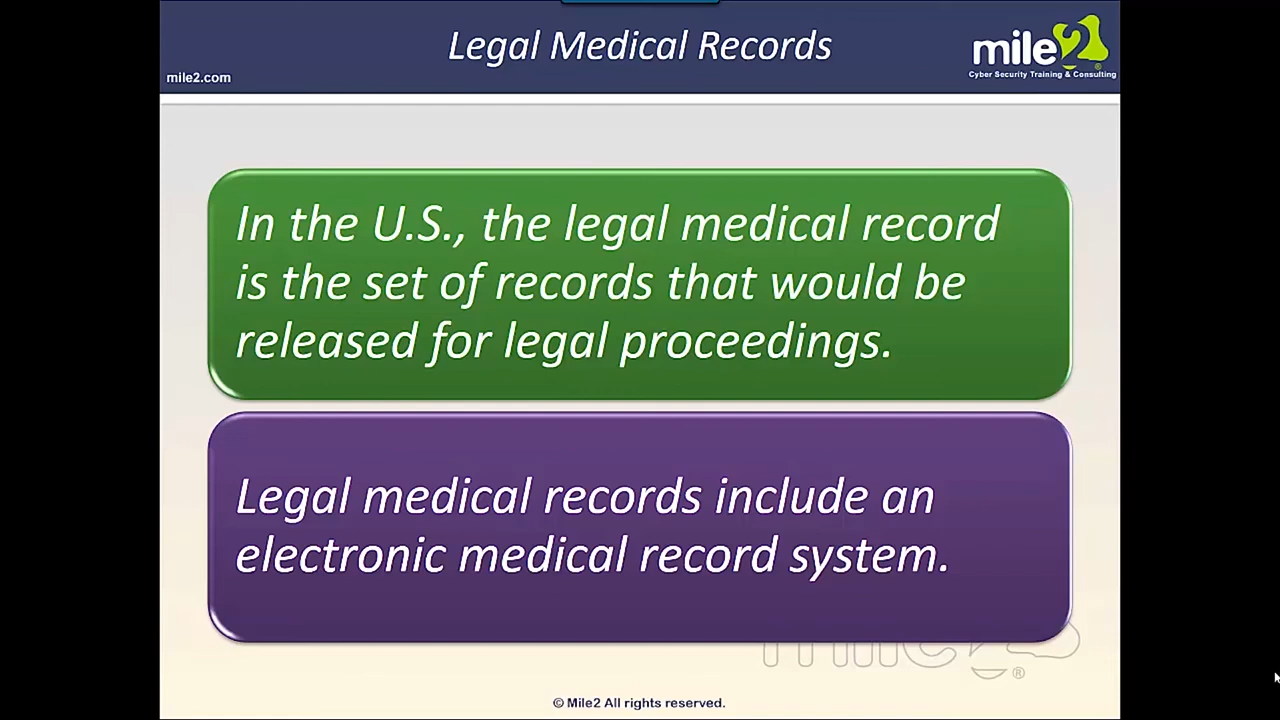 Legal Medical Records
mile2
mile2.com
Cyber Security Training & Consulting
In the U.S., the legal medical record
is the set of records that would be
released for legal proceedings.
Legal medical records include an
electronic medical record system.
mile2
®
© Mile2 All rights reserved.